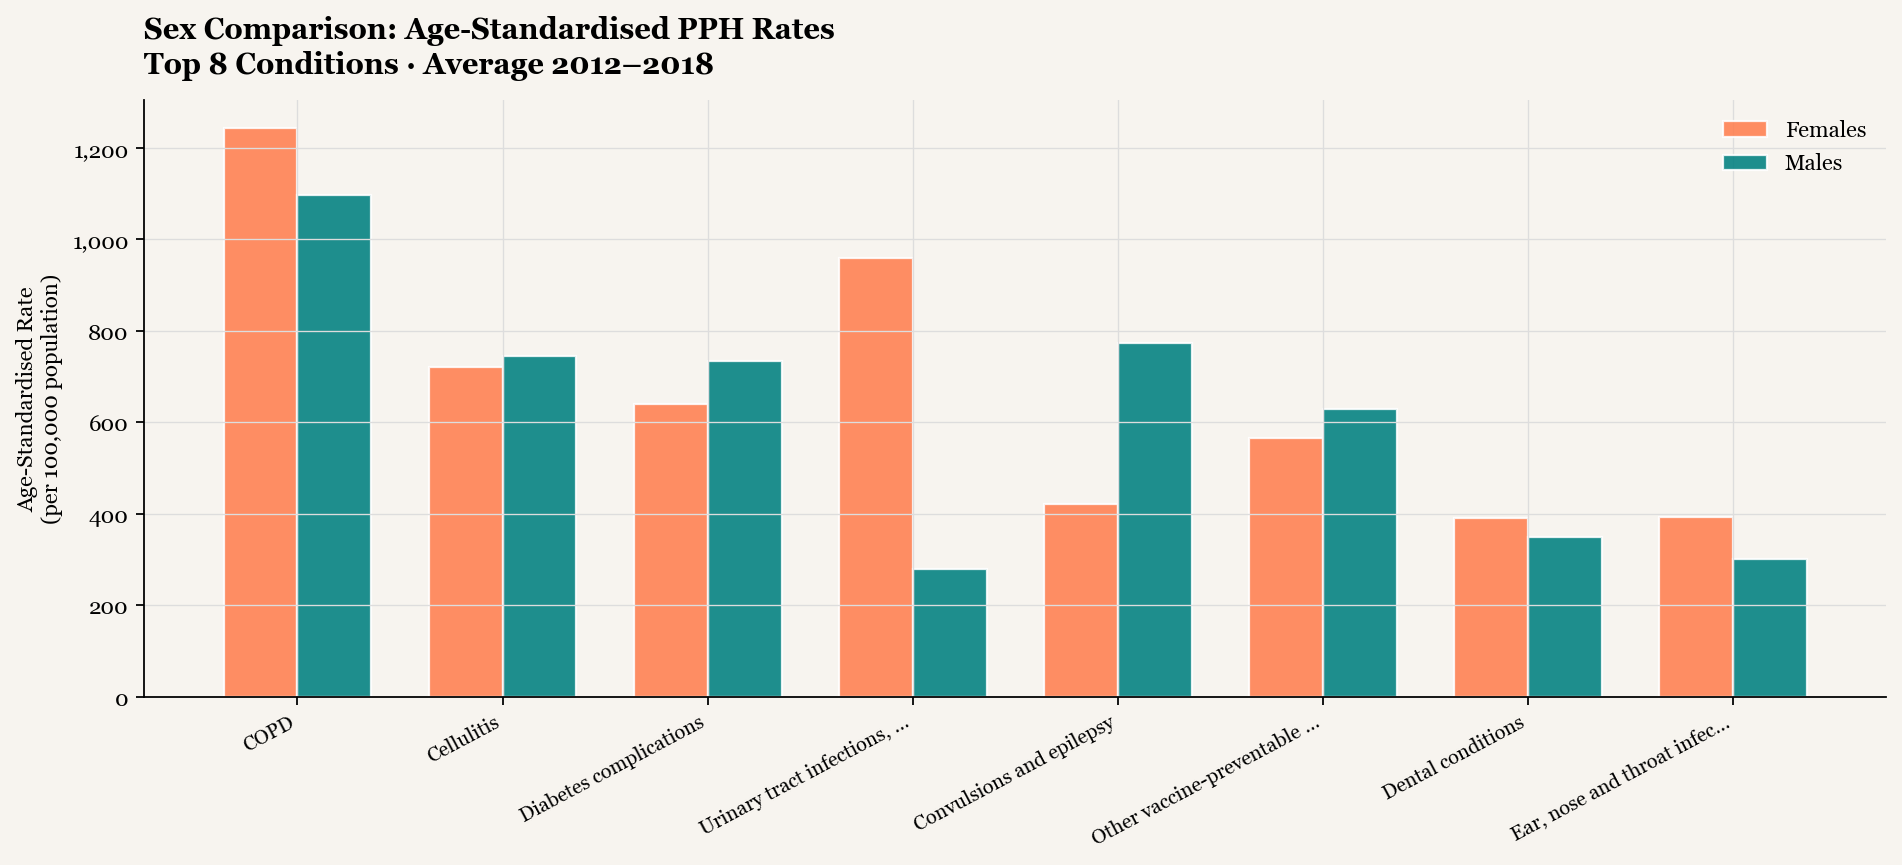 Sex Comparison: Age-Standardised PPH Rates
Top 8 Conditions · Average 2012–2018
Females
Males
Age-Standardised Rate
(per 100,000 population)
1,200
1,000
800
600
400
200
0
COPD
Cellulitis
Diabetes complications
Urinary tract infections, ...
Convulsions and epilepsy
Other vaccine-preventable ...
Dental conditions
Ear, nose and throat infec...